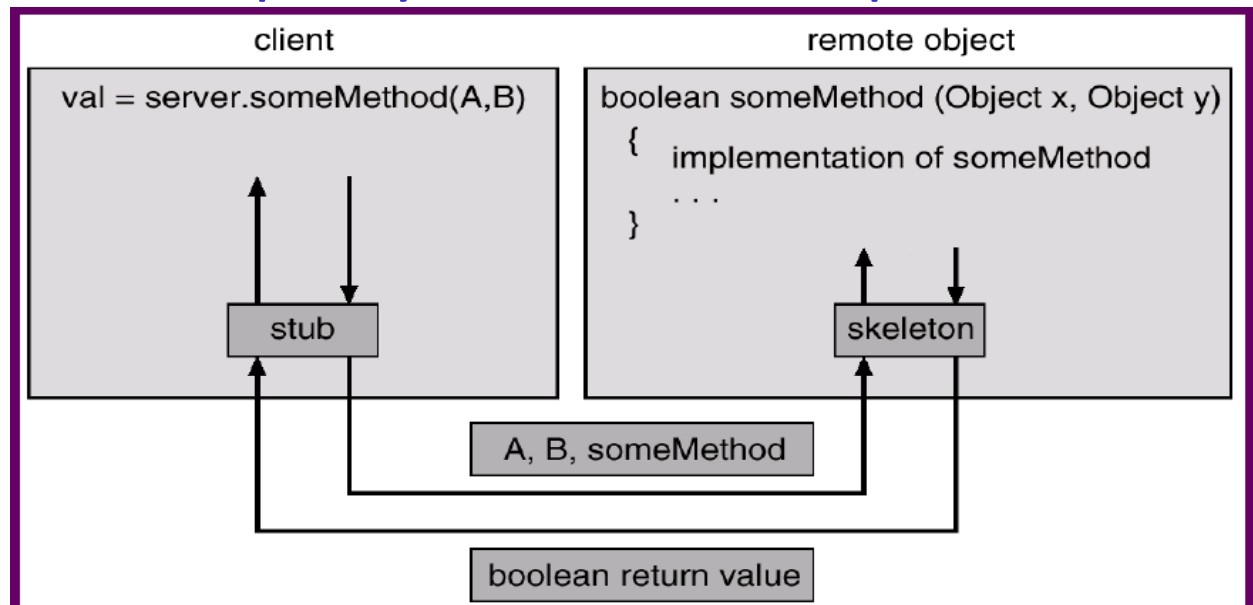 client
remote object
val = server.someMethod(A,B)
boolean someMethod (Object x, Object y)
{
implementation of someMethod
. . .
}
stub
skeleton
A, B, someMethod
boolean return value